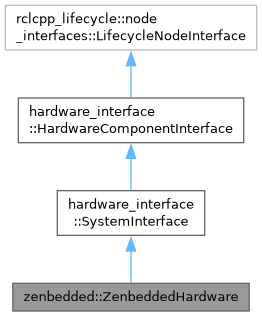 rclcpp_lifecycle::node
_interfaces::LifecycleNodeInterface
hardware_interface
::HardwareComponentInterface
hardware_interface
::SystemInterface
zenbedded::ZenbeddedHardware